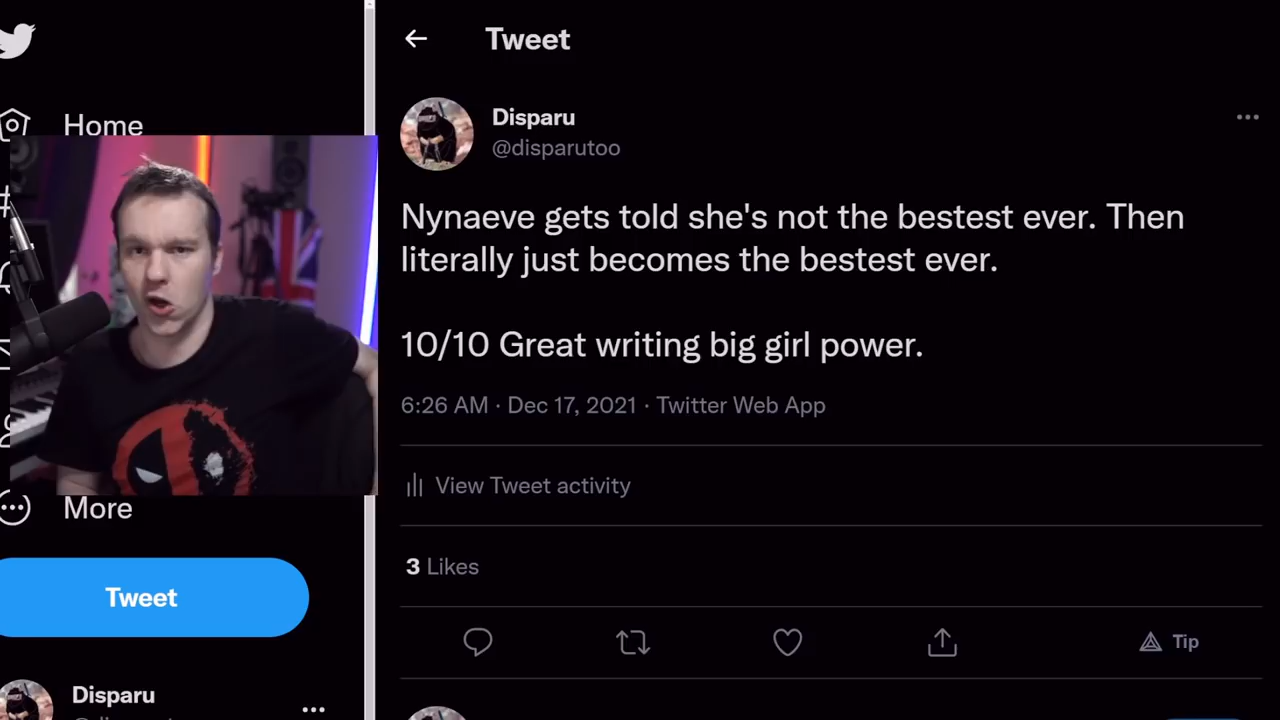 Tweet
Home
Disparu
@disparutoo
Nynaeve gets told she's not the bestest ever. Then
literally just becomes the bestest ever.
10/10 Great writing big girl power.
6:26 AM · Dec 17, 2021 · Twitter Web App
View Tweet activity
More
3 Likes
Tweet
Tip
Disparu